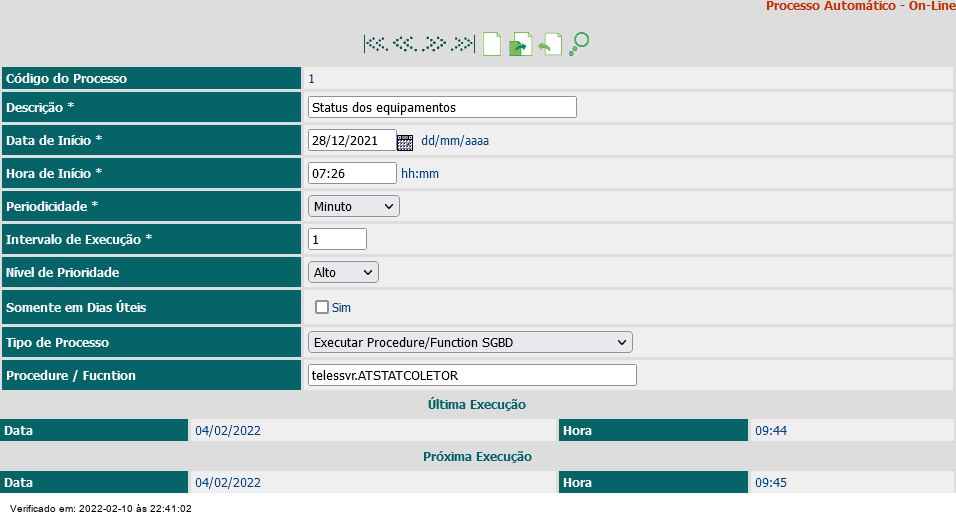 Processo Automático - On-Line
Código do Processo 1
Descrição * Status dos equipamentos
Data de Início * 28/12/2021 dd/mm/aaaa
Hora de Início * 07:26 hh:mm
Periodicidade * Minuto
Intervalo de Execução * 1
Nível de Prioridade Alto
Somente em Dias Úteis Sim
Tipo de Processo Executar Procedure/Function SGBD
Procedure / Fucntion telessvr.ATSTATCOLETOR
Última Execução
Data 04/02/2022 Hora 09:44
Próxima Execução
Data 04/02/2022 Hora 09:45
Verificado em: 2022-02-10 às 22:41:02